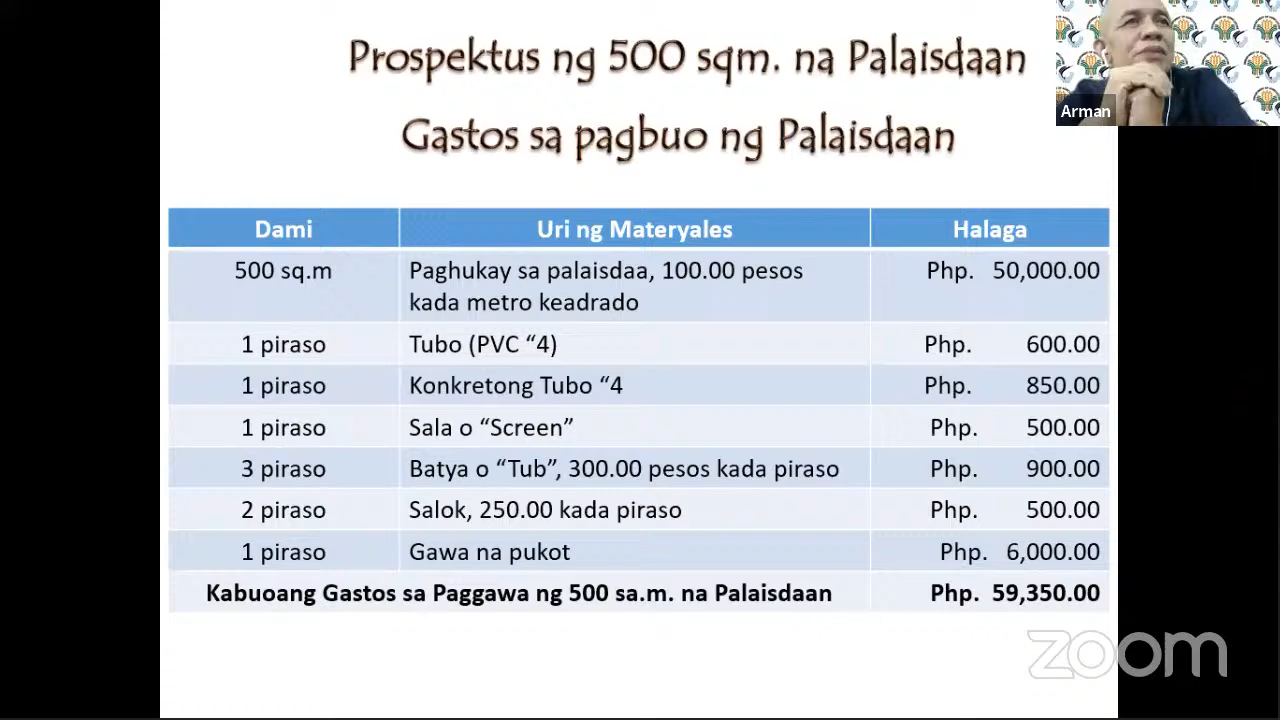 Prospektus ng 500 sqm. na Palaisdaan
Gastos sa pagbuo ng Palaisdaan
Arman
Dami Uri ng Materyales Halaga
500 sq.m Paghukay sa palaisdaa, 100.00 pesos Php. 50,000.00
kada metro keadrado
1 piraso Tubo (PVC “4) Php. 600.00
1 piraso Konkretong Tubo “4 Php. 850.00
1 piraso Sala o “Screen” Php. 500.00
3 piraso Batya o “Tub”, 300.00 pesos kada piraso Php. 900.00
2 piraso Salok, 250.00 kada piraso Php. 500.00
1 piraso Gawa na pukot Php. 6,000.00
Kabuoang Gastos sa Paggawa ng 500 sa.m. na Palaisdaan Php. 59,350.00
zoom